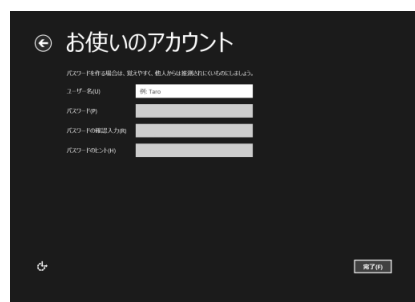 お使いのアカウント
パスワードを作る場合は、覚えやすく、他人からは推測されにくいものにしましょう。
ユーザー名(U)
例: Taro
パスワード(P)
パスワードの確認入力(R)
パスワードのヒント(H)
完了(F)